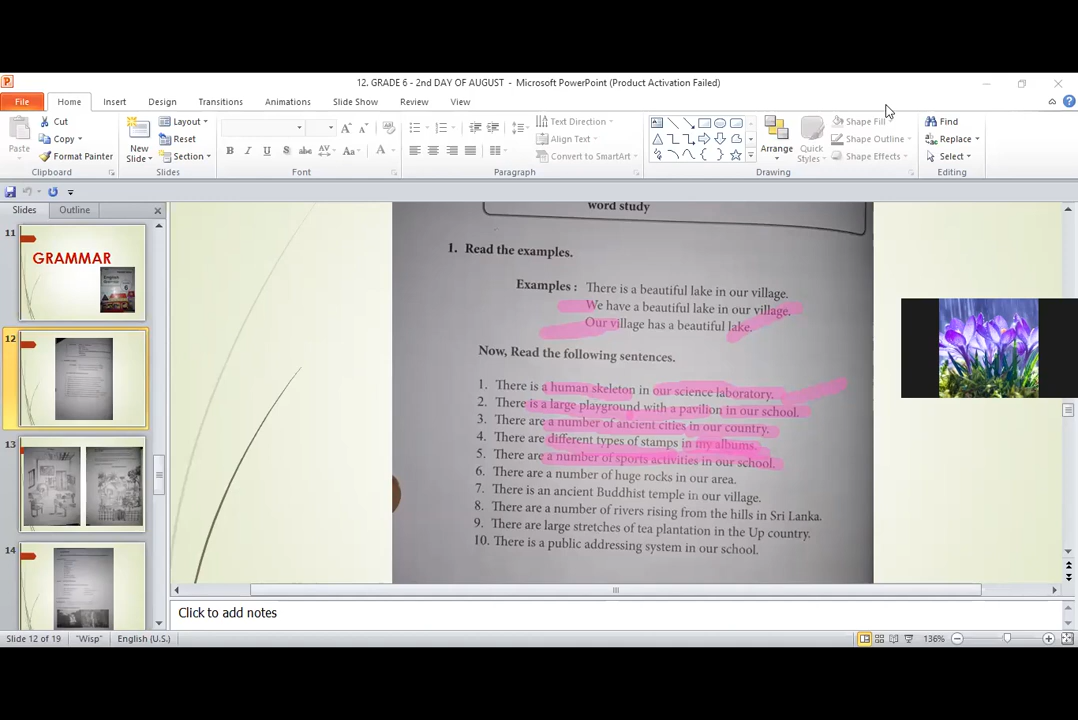 12. GRADE 6 - 2nd DAY OF AUGUST - Microsoft PowerPoint (Product Activation Failed)
File Home Insert Design Transitions Animations Slide Show Review View
Paste
Cut
Copy
Format Painter
Clipboard
New Slide
Layout
Reset
Section
Slides
B I U S abc AV Aa A
Font
Text Direction
Align Text
Convert to SmartArt
Paragraph
Arrange
Quick Styles
Shape Fill
Shape Outline
Shape Effects
Drawing
Find
Replace
Select
Editing
Slides Outline
11
GRAMMAR
12
13
14
word study
1. Read the examples.
Examples : There is a beautiful lake in our village.
We have a beautiful lake in our village.
Our village has a beautiful lake.
Now, Read the following sentences.
1. There is a human skeleton in our science laboratory.
2. There is a large playground with a pavilion in our school.
3. There are a number of ancient cities in our country.
4. There are different types of stamps in my albums.
5. There are a number of sports activities in our school.
6. There are a number of huge rocks in our area.
7. There is an ancient Buddhist temple in our village.
8. There are a number of rivers rising from the hills in Sri Lanka.
9. There are large stretches of tea plantation in the Up country.
10. There is a public addressing system in our school.
Click to add notes
Slide 12 of 19 "Wisp" English (U.S.) 136%